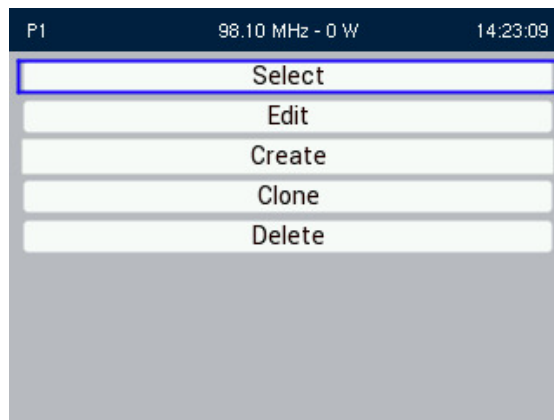 P1 98.10 MHz - 0 W 14:23:09
Select
Edit
Create
Clone
Delete